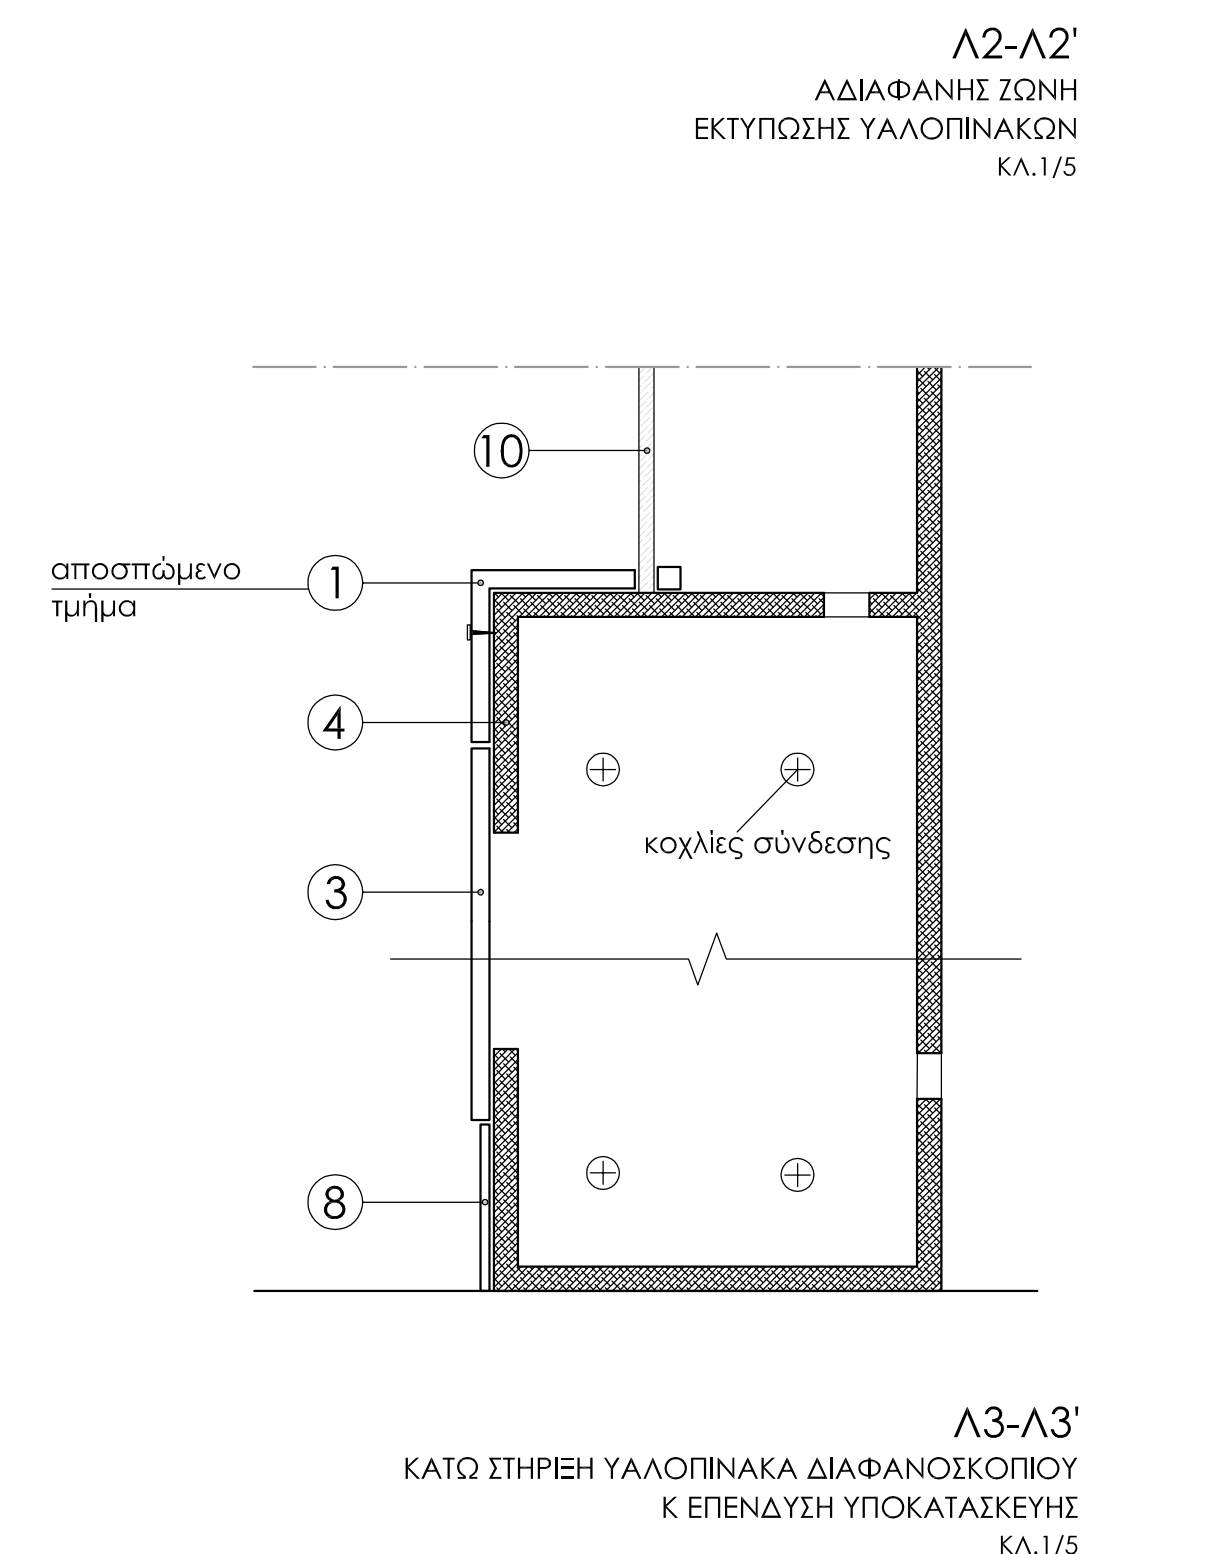 Λ2-Λ2'
ΑΔΙΑΦΑΝΗΣ ΖΩΝΗ
ΕΚΤΥΠΩΣΗΣ ΥΑΛΟΠΙΝΑΚΩΝ
ΚΛ.1/5
10
αποσπώμενο
τμήμα
1
4
κοχλίες σύνδεσης
3
8
Λ3-Λ3'
ΚΑΤΩ ΣΤΗΡΙΞΗ ΥΑΛΟΠΙΝΑΚΑ ΔΙΑΦΑΝΟΣΚΟΠΙΟΥ
Κ ΕΠΕΝΔΥΣΗ ΥΠΟΚΑΤΑΣΚΕΥΗΣ
ΚΛ.1/5